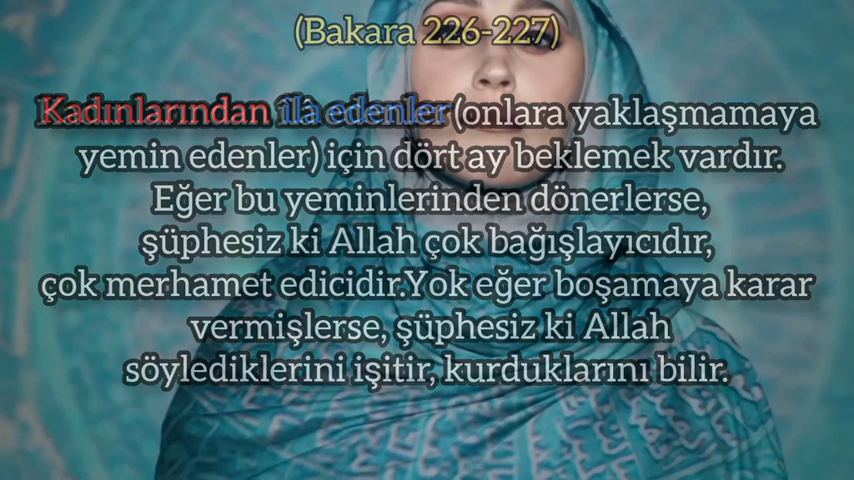 (Bakara 226-227)
Kadınlarından ila edenler (onlara yaklaşmamaya
yemin edenler) için dört ay beklemek vardır.
Eğer bu yeminlerinden dönerlerse,
şüphesiz ki Allah çok bağışlayıcıdır,
çok merhamet edicidir.Yok eğer boşamaya karar
vermişlerse, şüphesiz ki Allah
söylediklerini işitir, kurduklarını bilir.